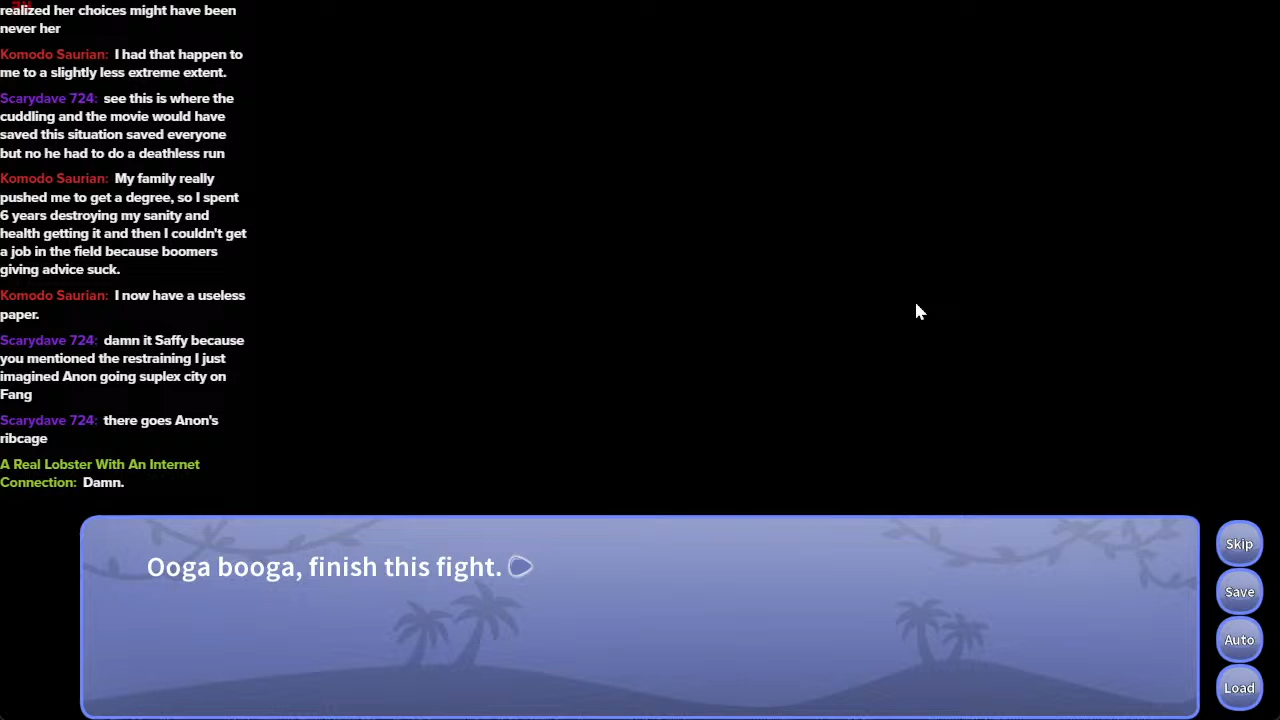 realized her choices might have been
never her
Komodo Saurian: I had that happen to
me to a slightly less extreme extent.
Scarydave 724: see this is where the
cuddling and the movie would have
saved this situation saved everyone
but no he had to do a deathless run
Komodo Saurian: My family really
pushed me to get a degree, so I spent
6 years destroying my sanity and
health getting it and then I couldn't get
a job in the field because boomers
giving advice suck.
Komodo Saurian: I now have a useless
paper.
Scarydave 724: damn it Saffy because
you mentioned the restraining I just
imagined Anon going suplex city on
Fang
Scarydave 724: there goes Anon's
ribcage
A Real Lobster With An Internet
Connection: Damn.
Ooga booga, finish this fight.
Skip
Save
Auto
Load